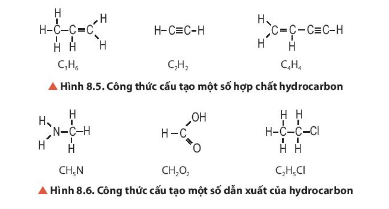 H H H H
H–C–C=C H–C≡C–H C=C–C≡C–H
H H H H
C₃H₆ C₂H₂ C₄H₄
▲ Hình 8.5. Công thức cấu tạo một số hợp chất hydrocarbon
H H OH H H
N–C–H H–C H–C–C–Cl
H H O H H
CH₅N CH₂O₂ C₂H₅Cl
▲ Hình 8.6. Công thức cấu tạo một số dẫn xuất của hydrocarbon